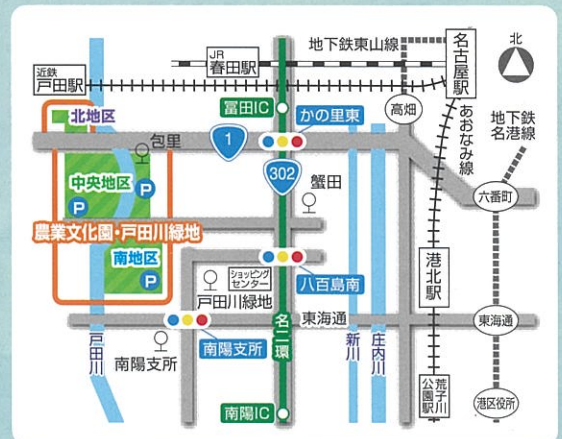 地下鉄東山線
名古屋駅
北
JR
春田駅
近鉄
戸田駅
冨田IC
かの里東
高畑
あおなみ線
地下鉄
名港線
北地区
包里
1
302
中央地区
P
P
蟹田
六番町
農業文化園・戸田川緑地
南地区
P
ショッピング
センター
戸田川緑地
八百島南
港北駅
名二環
東海通
東海通
南陽支所
南陽支所
戸田川
新川
庄内川
荒子川
公園駅
港区役所
南陽IC